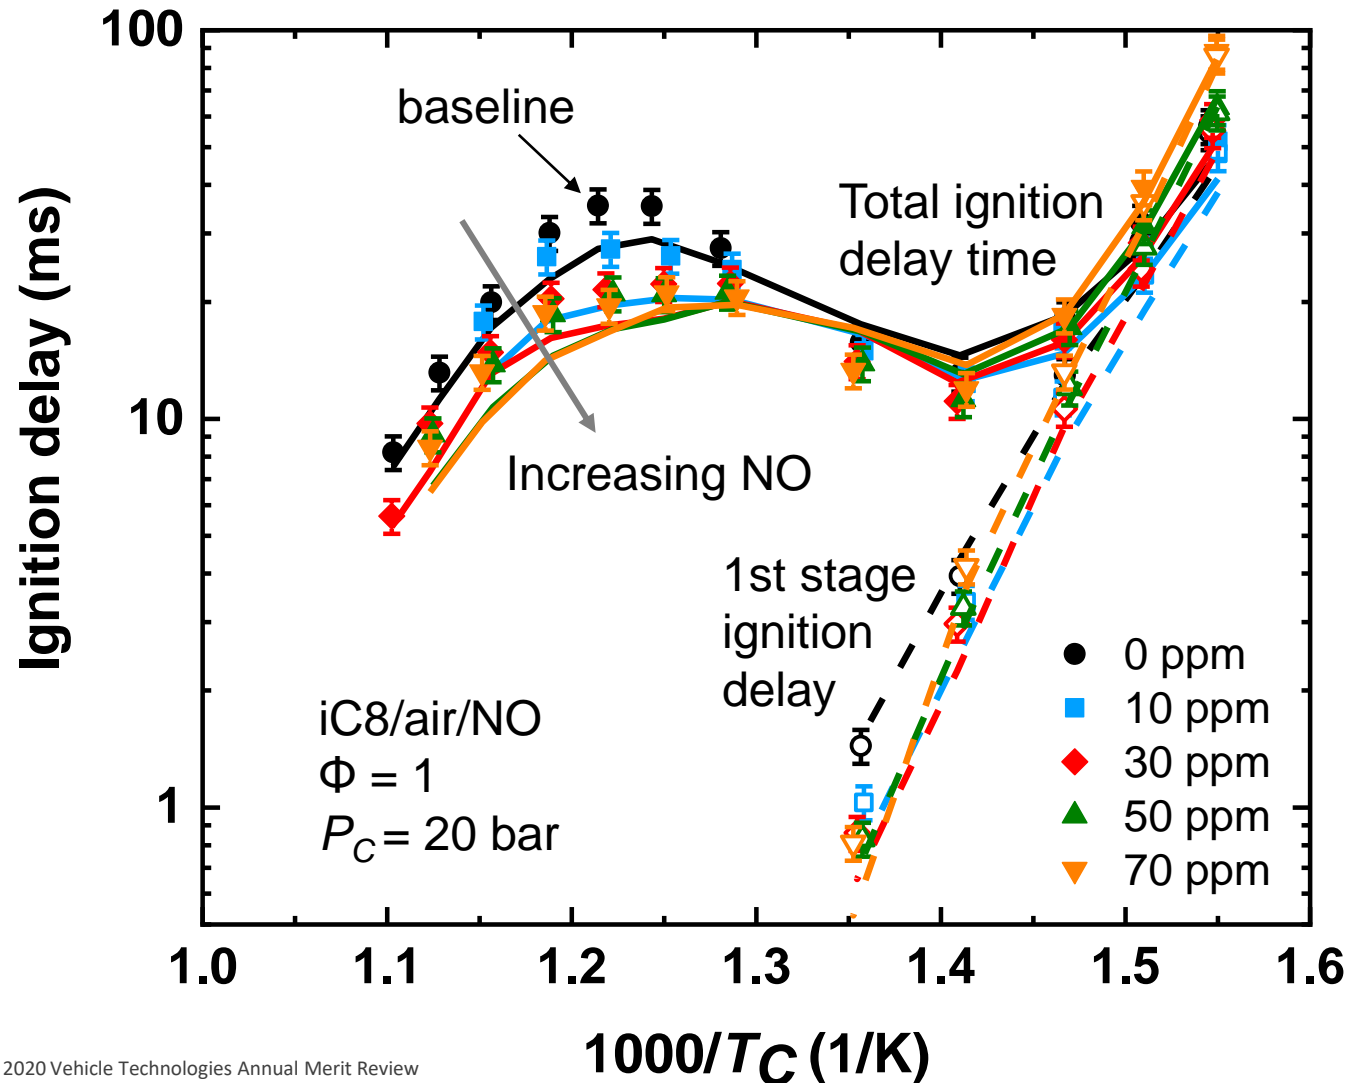 100
10
1
Ignition delay (ms)
baseline
Total ignition
delay time
Increasing NO
1st stage
ignition
delay
iC8/air/NO
Φ = 1
P_C = 20 bar
0 ppm
10 ppm
30 ppm
50 ppm
70 ppm
1.0 1.1 1.2 1.3 1.4 1.5 1.6
1000/T_C (1/K)
2020 Vehicle Technologies Annual Merit Review